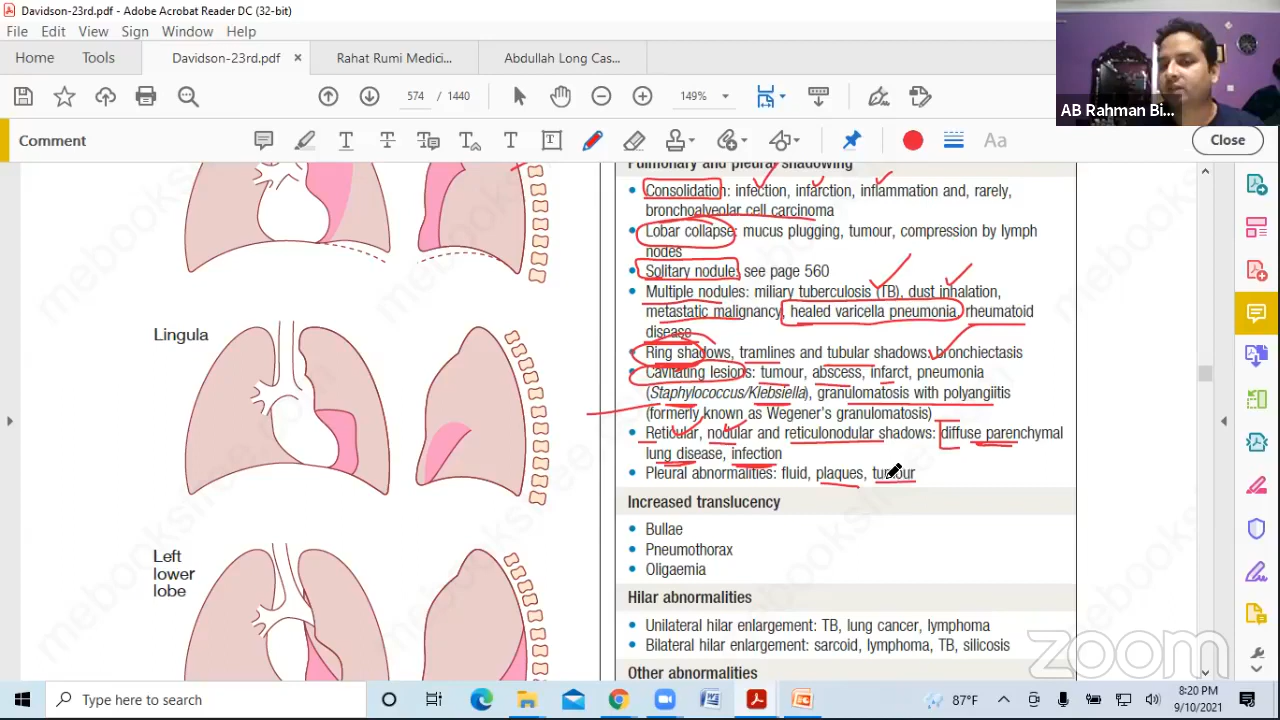 Davidson-23rd.pdf - Adobe Acrobat Reader DC (32-bit)
File Edit View Sign Window Help
Home Tools Davidson-23rd.pdf × Rahat Rumi Medici... Abdullah Long Cas...
574 / 1440 149%
Comment
Close
AB Rahman Bi...
Aa
Pulmonary and pleural shadowing
• Consolidation: infection, infarction, inflammation and, rarely,
bronchoalveolar cell carcinoma
• Lobar collapse: mucus plugging, tumour, compression by lymph
nodes
• Solitary nodule: see page 560
• Multiple nodules: miliary tuberculosis (TB), dust inhalation,
metastatic malignancy, healed varicella pneumonia, rheumatoid
disease
• Ring shadows, tramlines and tubular shadows: bronchiectasis
• Cavitating lesions: tumour, abscess, infarct, pneumonia
(Staphylococcus/Klebsiella), granulomatosis with polyangiitis
(formerly known as Wegener's granulomatosis)
• Reticular, nodular and reticulonodular shadows: diffuse parenchymal
lung disease, infection
• Pleural abnormalities: fluid, plaques, tumour
Increased translucency
• Bullae
• Pneumothorax
• Oligaemia
Hilar abnormalities
• Unilateral hilar enlargement: TB, lung cancer, lymphoma
• Bilateral hilar enlargement: sarcoid, lymphoma, TB, silicosis
Other abnormalities
Lingula
Left
lower
lobe
zoom
Type here to search
87°F
8:20 PM
9/10/2021